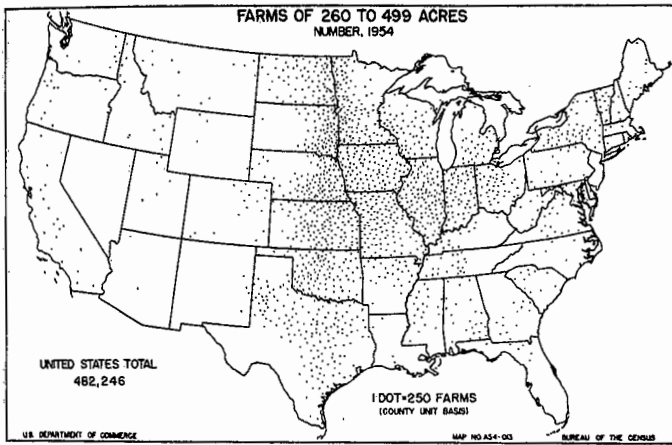 FARMS OF 260 TO 499 ACRES
NUMBER, 1954
UNITED STATES TOTAL
482,246
1 DOT=250 FARMS
(COUNTY UNIT BASIS)
U.S. DEPARTMENT OF COMMERCE
MAP NO. A54-013
BUREAU OF THE CENSUS